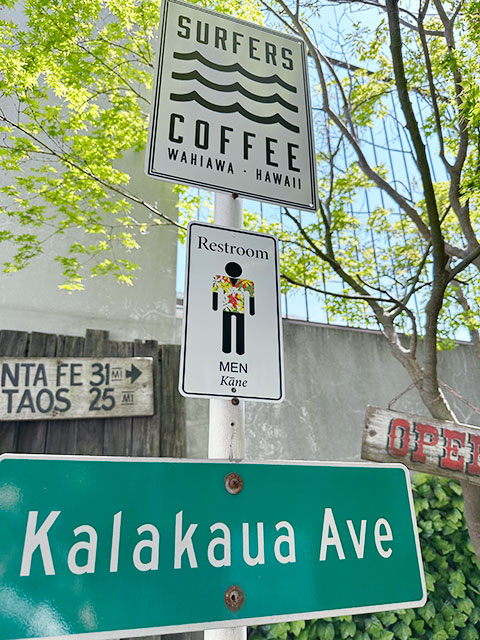 SURFERS
COFFEE
WAHIAWA · HAWAII
Restroom
MEN
Kāne
NTA FE 31 MI →
TAOS 25 MI
OPE
Kalakaua Ave